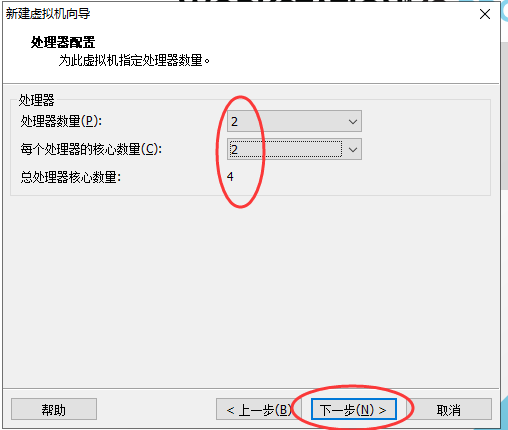 新建虚拟机向导
处理器配置
为此虚拟机指定处理器数量。
处理器
处理器数量(P): 2
每个处理器的核心数量(C): 2
总处理器核心数量: 4
帮助 < 上一步(B) 下一步(N) > 取消